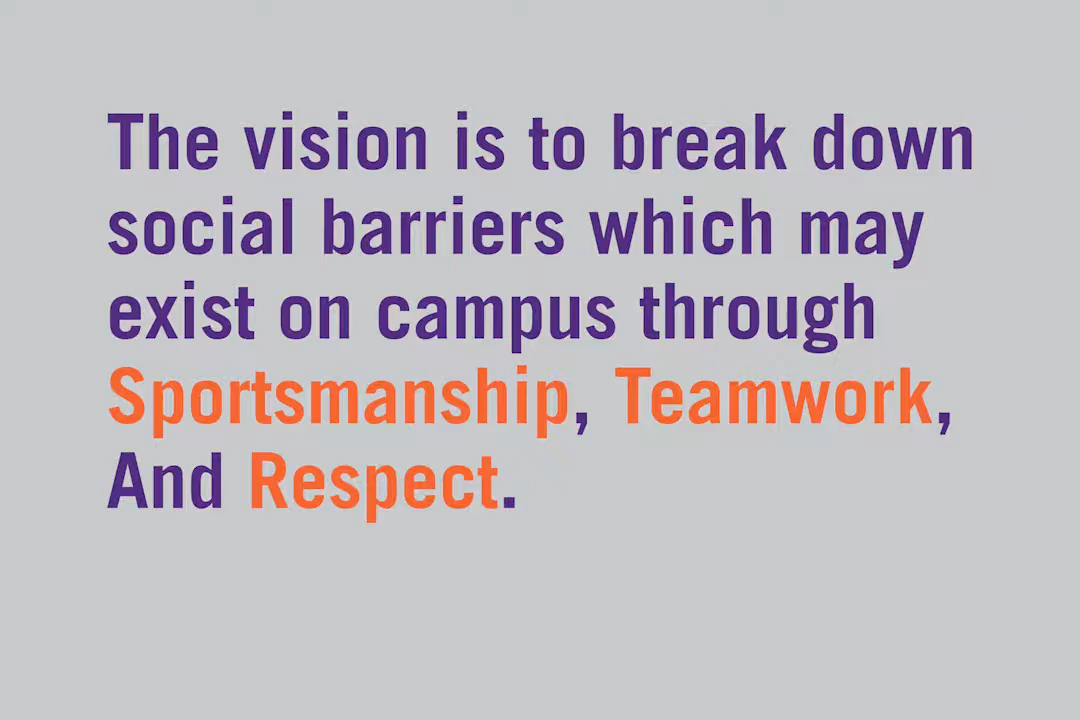 The vision is to break down
social barriers which may
exist on campus through
Sportsmanship, Teamwork,
And Respect.